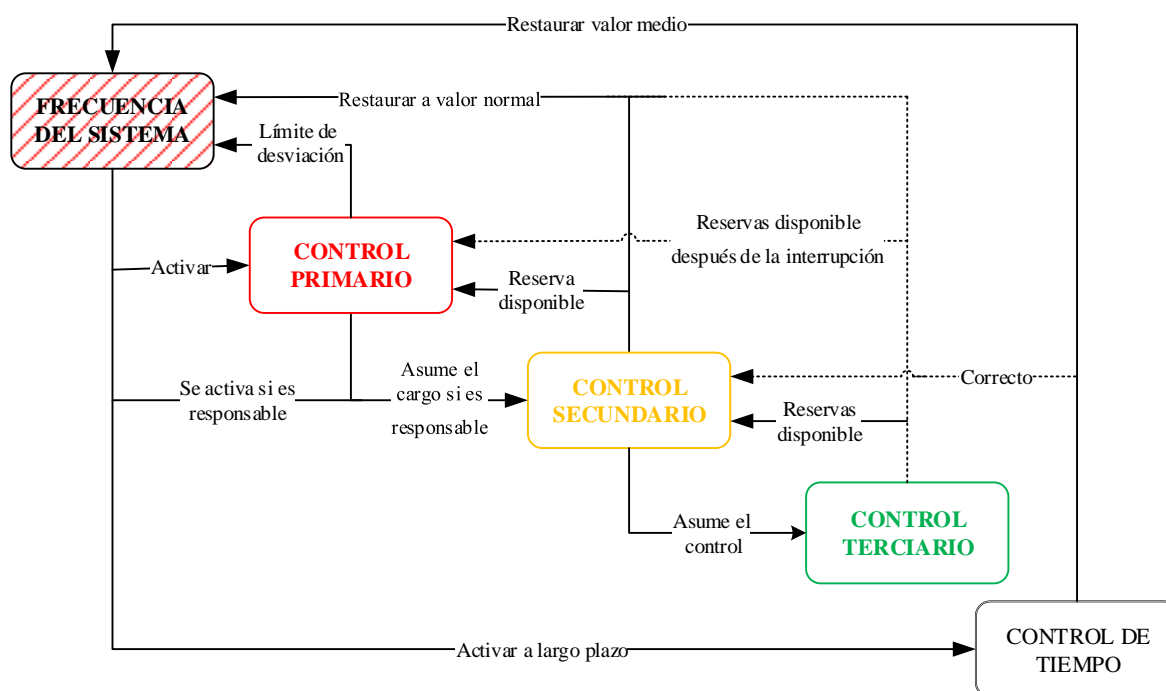 Restaurar valor medio
FRECUENCIA
DEL SISTEMA
Restaurar a valor normal
Límite de
desviación
CONTROL
PRIMARIO
Reservas disponible
después de la interrupción
Activar
Reserva
disponible
Se activa si es
responsable
Asume el
cargo si es
responsable
CONTROL
SECUNDARIO
Correcto
Reservas
disponible
Asume el
control
CONTROL
TERCIARIO
Activar a largo plazo
CONTROL DE
TIEMPO